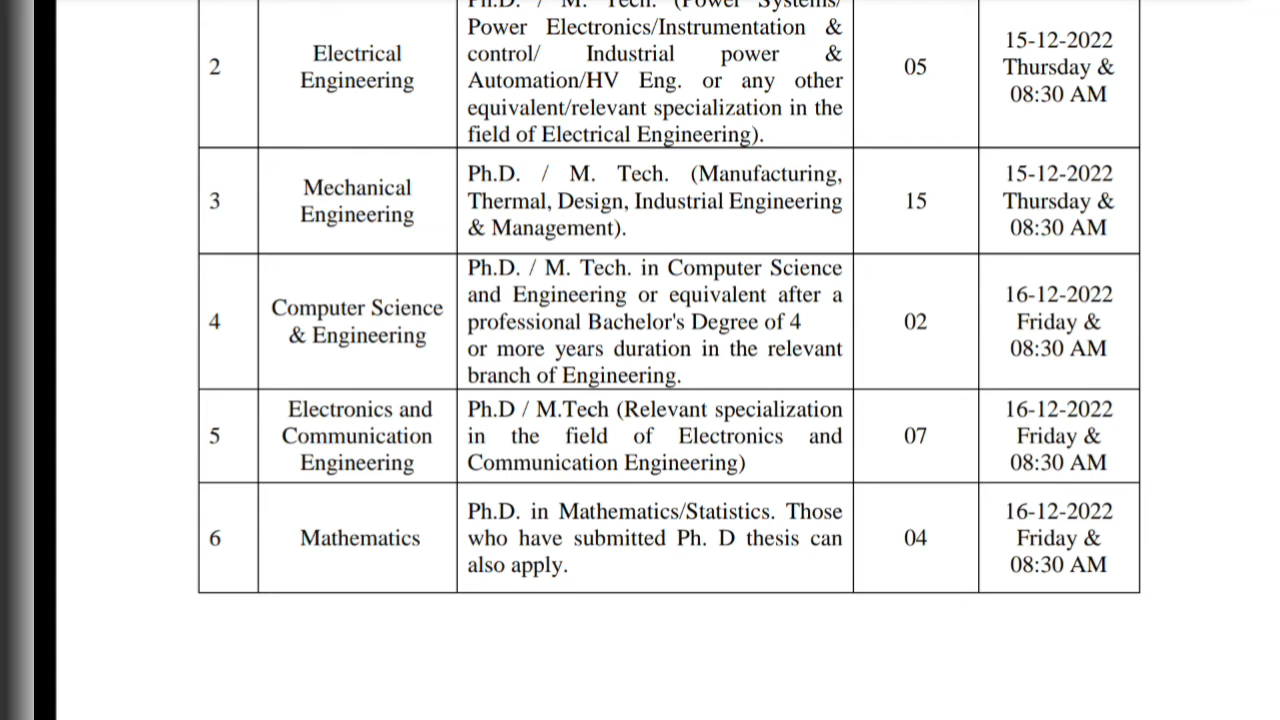 Ph.D. / M. Tech. (Power Systems/
2
Electrical
Engineering
Power Electronics/Instrumentation &
control/ Industrial power &
Automation/HV Eng. or any other
equivalent/relevant specialization in the
field of Electrical Engineering).
05
15-12-2022
Thursday &
08:30 AM
3
Mechanical
Engineering
Ph.D. / M. Tech. (Manufacturing,
Thermal, Design, Industrial Engineering
& Management).
15
15-12-2022
Thursday &
08:30 AM
4
Computer Science
& Engineering
Ph.D. / M. Tech. in Computer Science
and Engineering or equivalent after a
professional Bachelor's Degree of 4
or more years duration in the relevant
branch of Engineering.
02
16-12-2022
Friday &
08:30 AM
5
Electronics and
Communication
Engineering
Ph.D / M.Tech (Relevant specialization
in the field of Electronics and
Communication Engineering)
07
16-12-2022
Friday &
08:30 AM
6
Mathematics
Ph.D. in Mathematics/Statistics. Those
who have submitted Ph. D thesis can
also apply.
04
16-12-2022
Friday &
08:30 AM